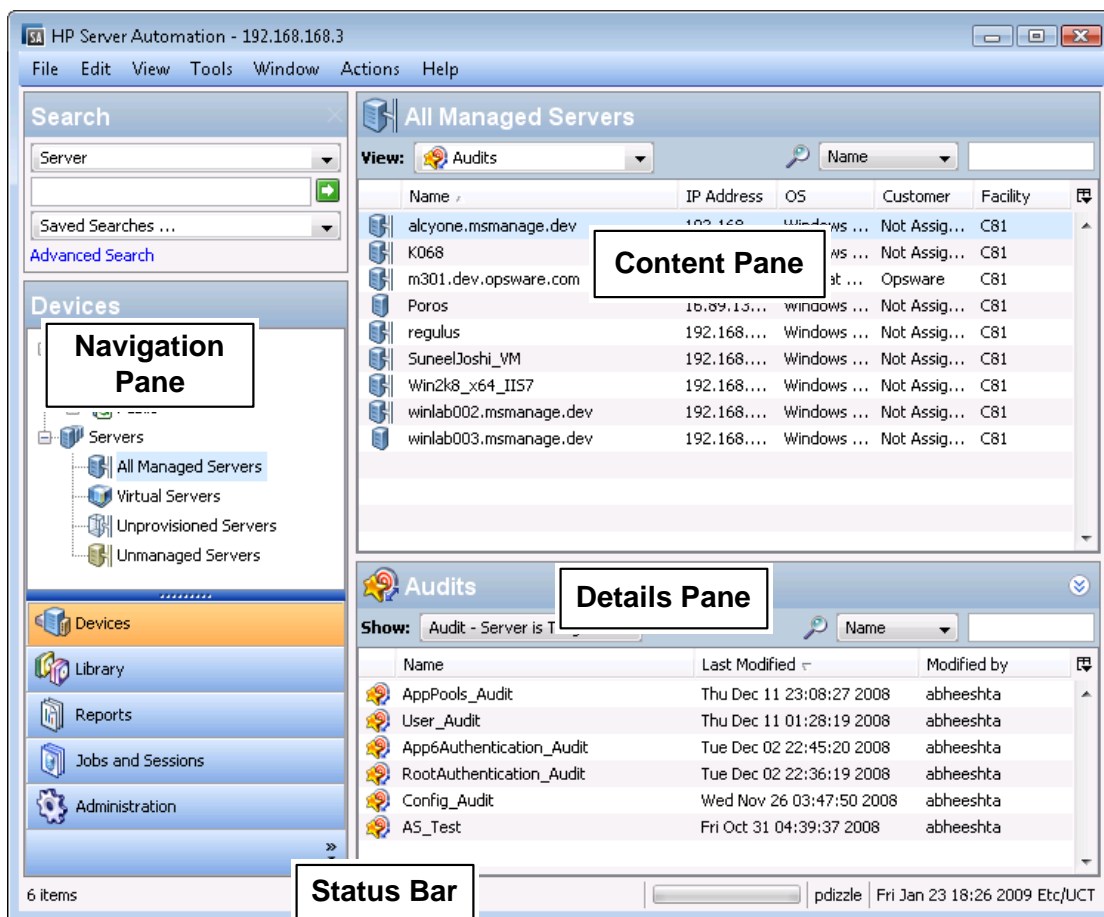 SA HP Server Automation - 192.168.168.3
File Edit View Tools Window Actions Help
Search
Server
Saved Searches ...
Advanced Search
Devices
Navigation
Pane
Servers
All Managed Servers
Virtual Servers
Unprovisioned Servers
Unmanaged Servers
Devices
Library
Reports
Jobs and Sessions
Administration
»
All Managed Servers
View: Audits Name
Name IP Address OS Customer Facility
alcyone.msmanage.dev Not Assig... C81
K068 Not Assig... C81
m301.dev.opsware.com Opsware C81
Content Pane
Poros 16.89.13... Windows ... Not Assig... C81
regulus 192.168.... Windows ... Not Assig... C81
SuneelJoshi_VM 192.168.... Windows ... Not Assig... C81
Win2k8_x64_IIS7 192.168.... Windows ... Not Assig... C81
winlab002.msmanage.dev 192.168.... Windows ... Not Assig... C81
winlab003.msmanage.dev 192.168.... Windows ... Not Assig... C81
Audits
Details Pane
Show: Audit - Server is Name
Name Last Modified Modified by
AppPools_Audit Thu Dec 11 23:08:27 2008 abheeshta
User_Audit Thu Dec 11 01:28:19 2008 abheeshta
App6Authentication_Audit Tue Dec 02 22:45:20 2008 abheeshta
RootAuthentication_Audit Tue Dec 02 22:36:19 2008 abheeshta
Config_Audit Wed Nov 26 03:47:50 2008 abheeshta
AS_Test Fri Oct 31 04:39:37 2008 abheeshta
Status Bar
6 items pdizzle Fri Jan 23 18:26 2009 Etc/UCT